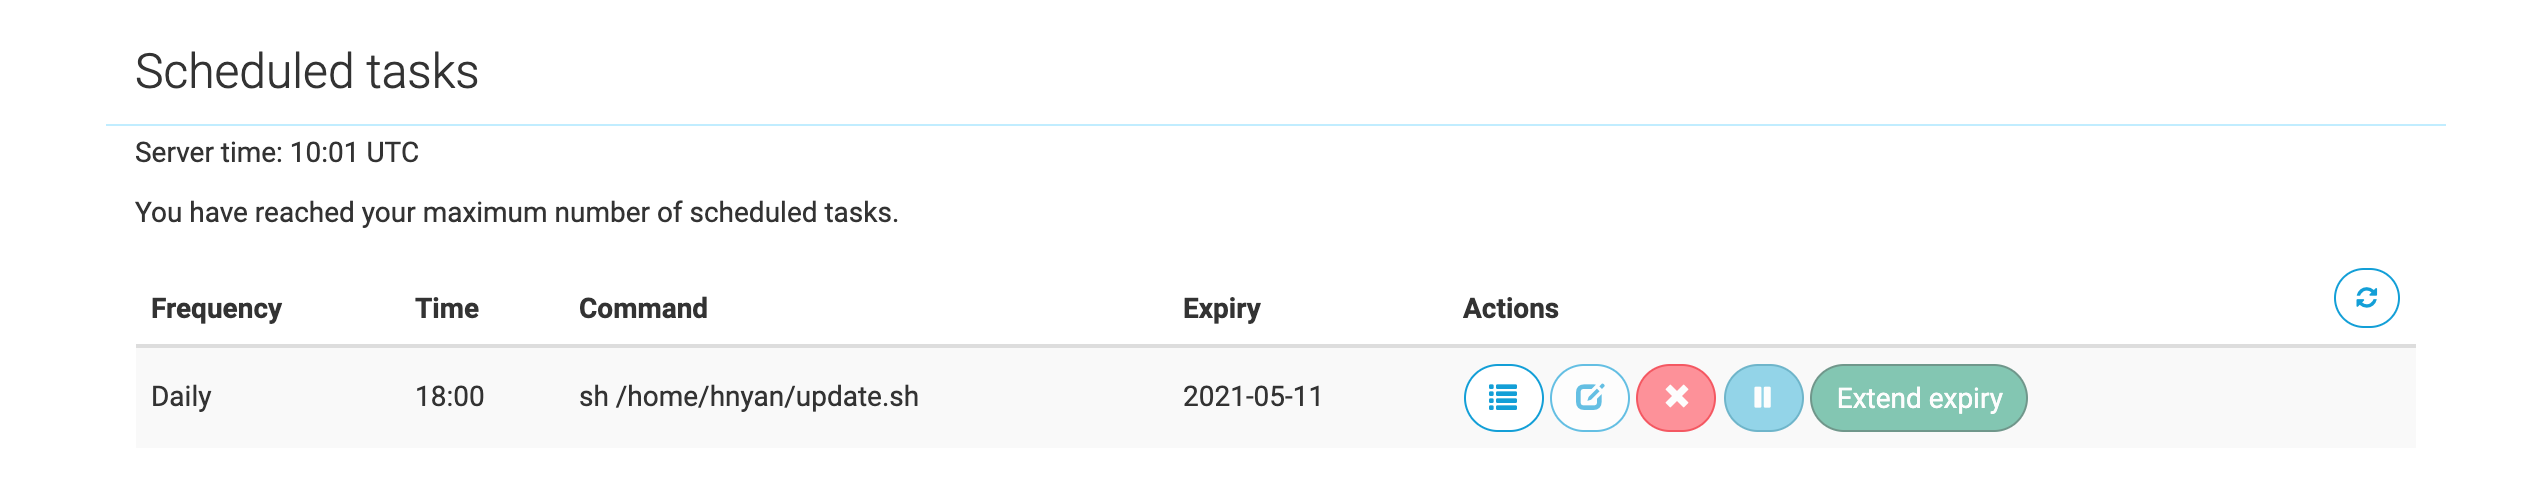 Scheduled tasks
Server time: 10:01 UTC
You have reached your maximum number of scheduled tasks.
Frequency Time Command Expiry Actions
Daily 18:00 sh /home/hnyan/update.sh 2021-05-11 Extend expiry